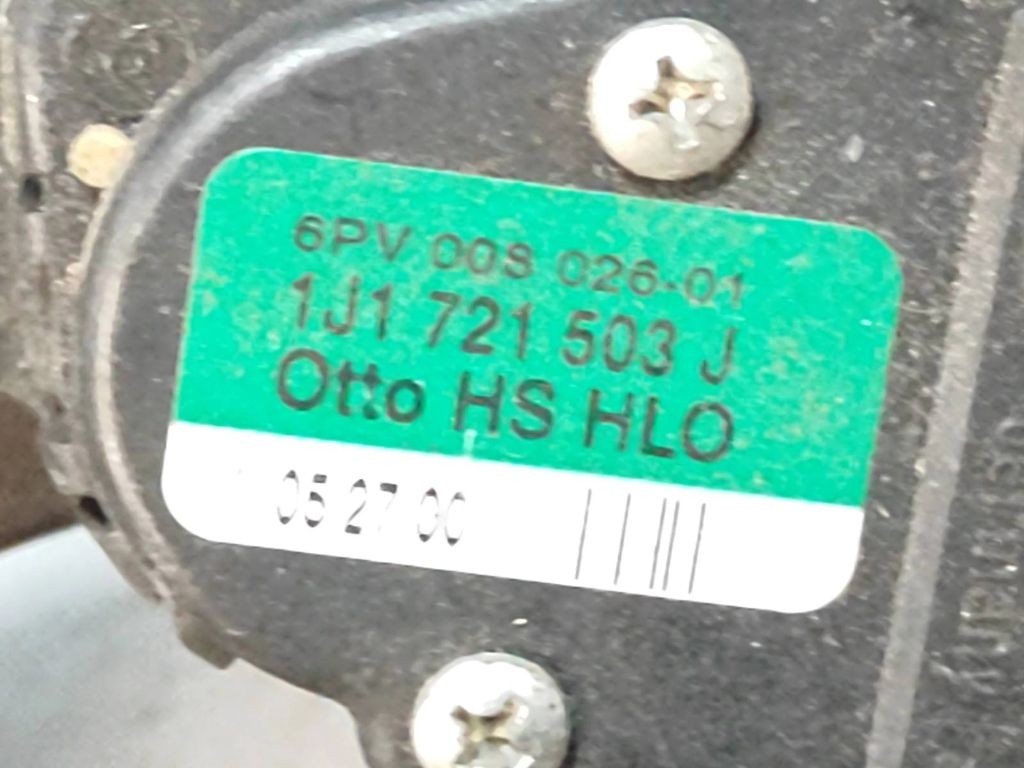 6PV 008 026-01
1J1 721 503 J
Otto HS HLO
05 27 00